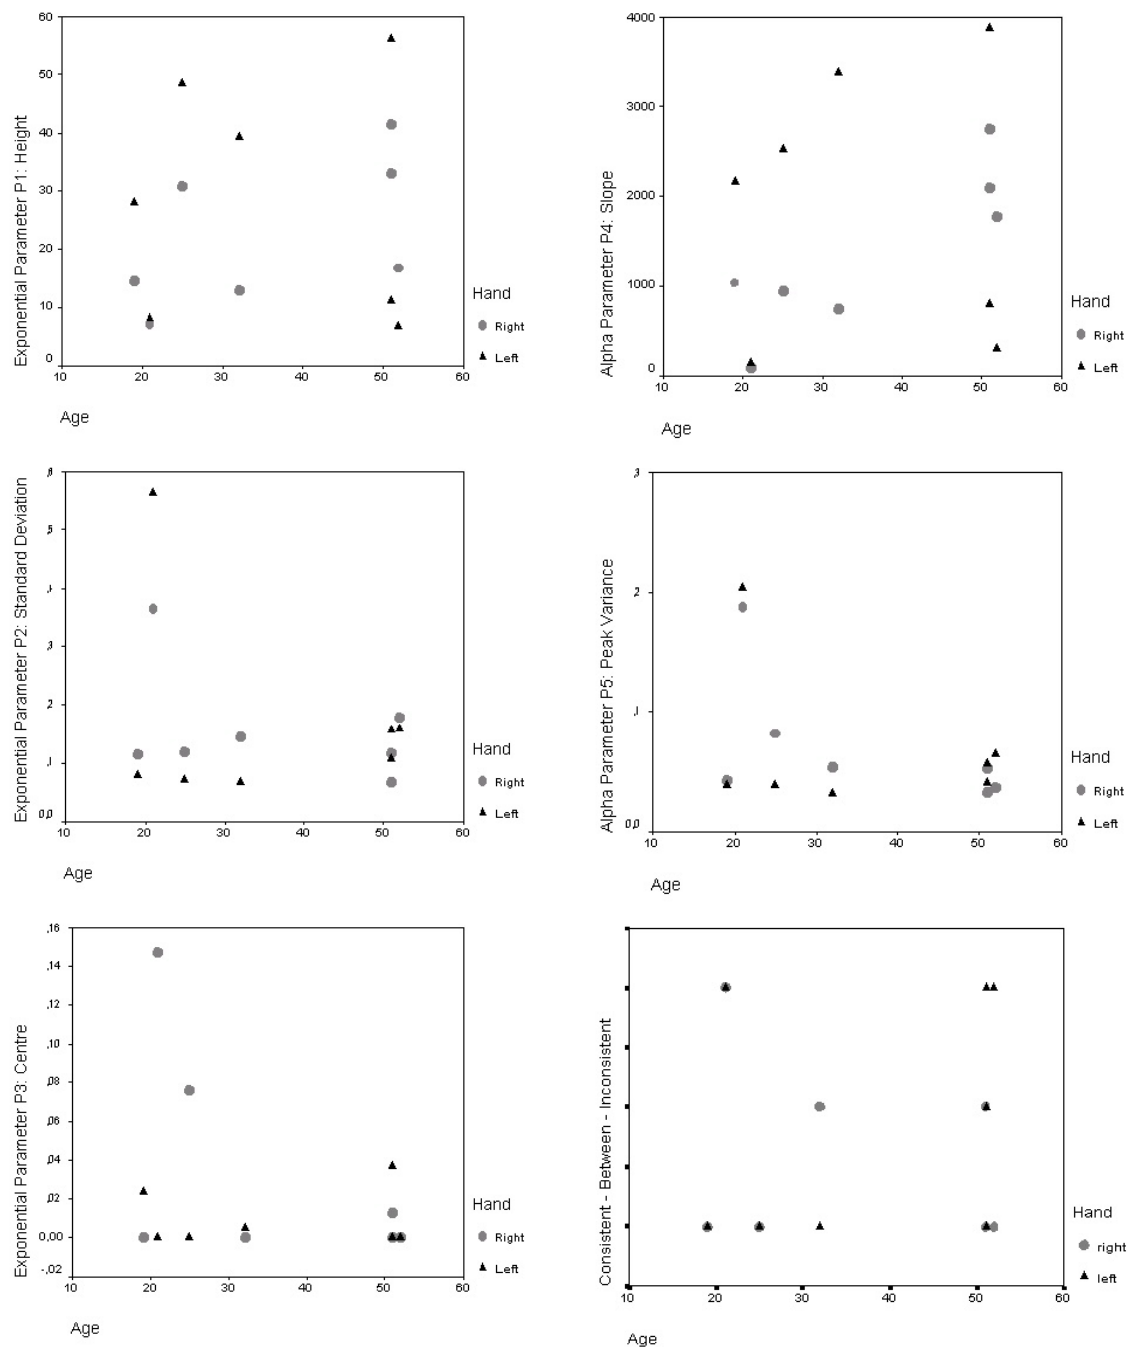 60
50
40
30
20
10
0
10 20 30 40 50 60
Exponential Parameter P1: Height
Age
Hand
Right
Left
4000
3000
2000
1000
0
10 20 30 40 50 60
Alpha Parameter P4: Slope
Age
Hand
Right
Left
,6
,5
,4
,3
,2
,1
0,0
10 20 30 40 50 60
Exponential Parameter P2: Standard Deviation
Age
Hand
Right
Left
,3
,2
,1
0,0
10 20 30 40 50 60
Alpha Parameter P5: Peak Variance
Age
Hand
Right
Left
,16
,14
,12
,10
,08
,06
,04
,02
0,00
-,02
10 20 30 40 50 60
Exponential Parameter P3: Centre
Age
Hand
Right
Left
10 20 30 40 50 60
Consistent - Between - Inconsistent
Age
Hand
right
left